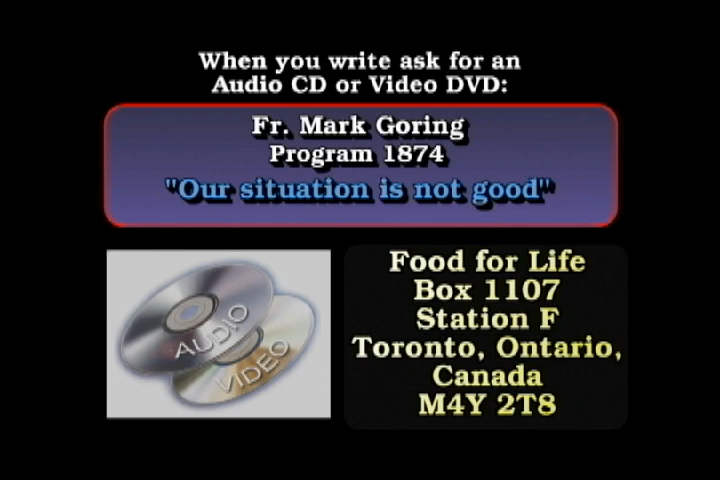 When you write ask for an
Audio CD or Video DVD:
Fr. Mark Goring
Program 1874
"Our situation is not good"
AUDIO
VIDEO
Food for Life
Box 1107
Station F
Toronto, Ontario,
Canada
M4Y 2T8